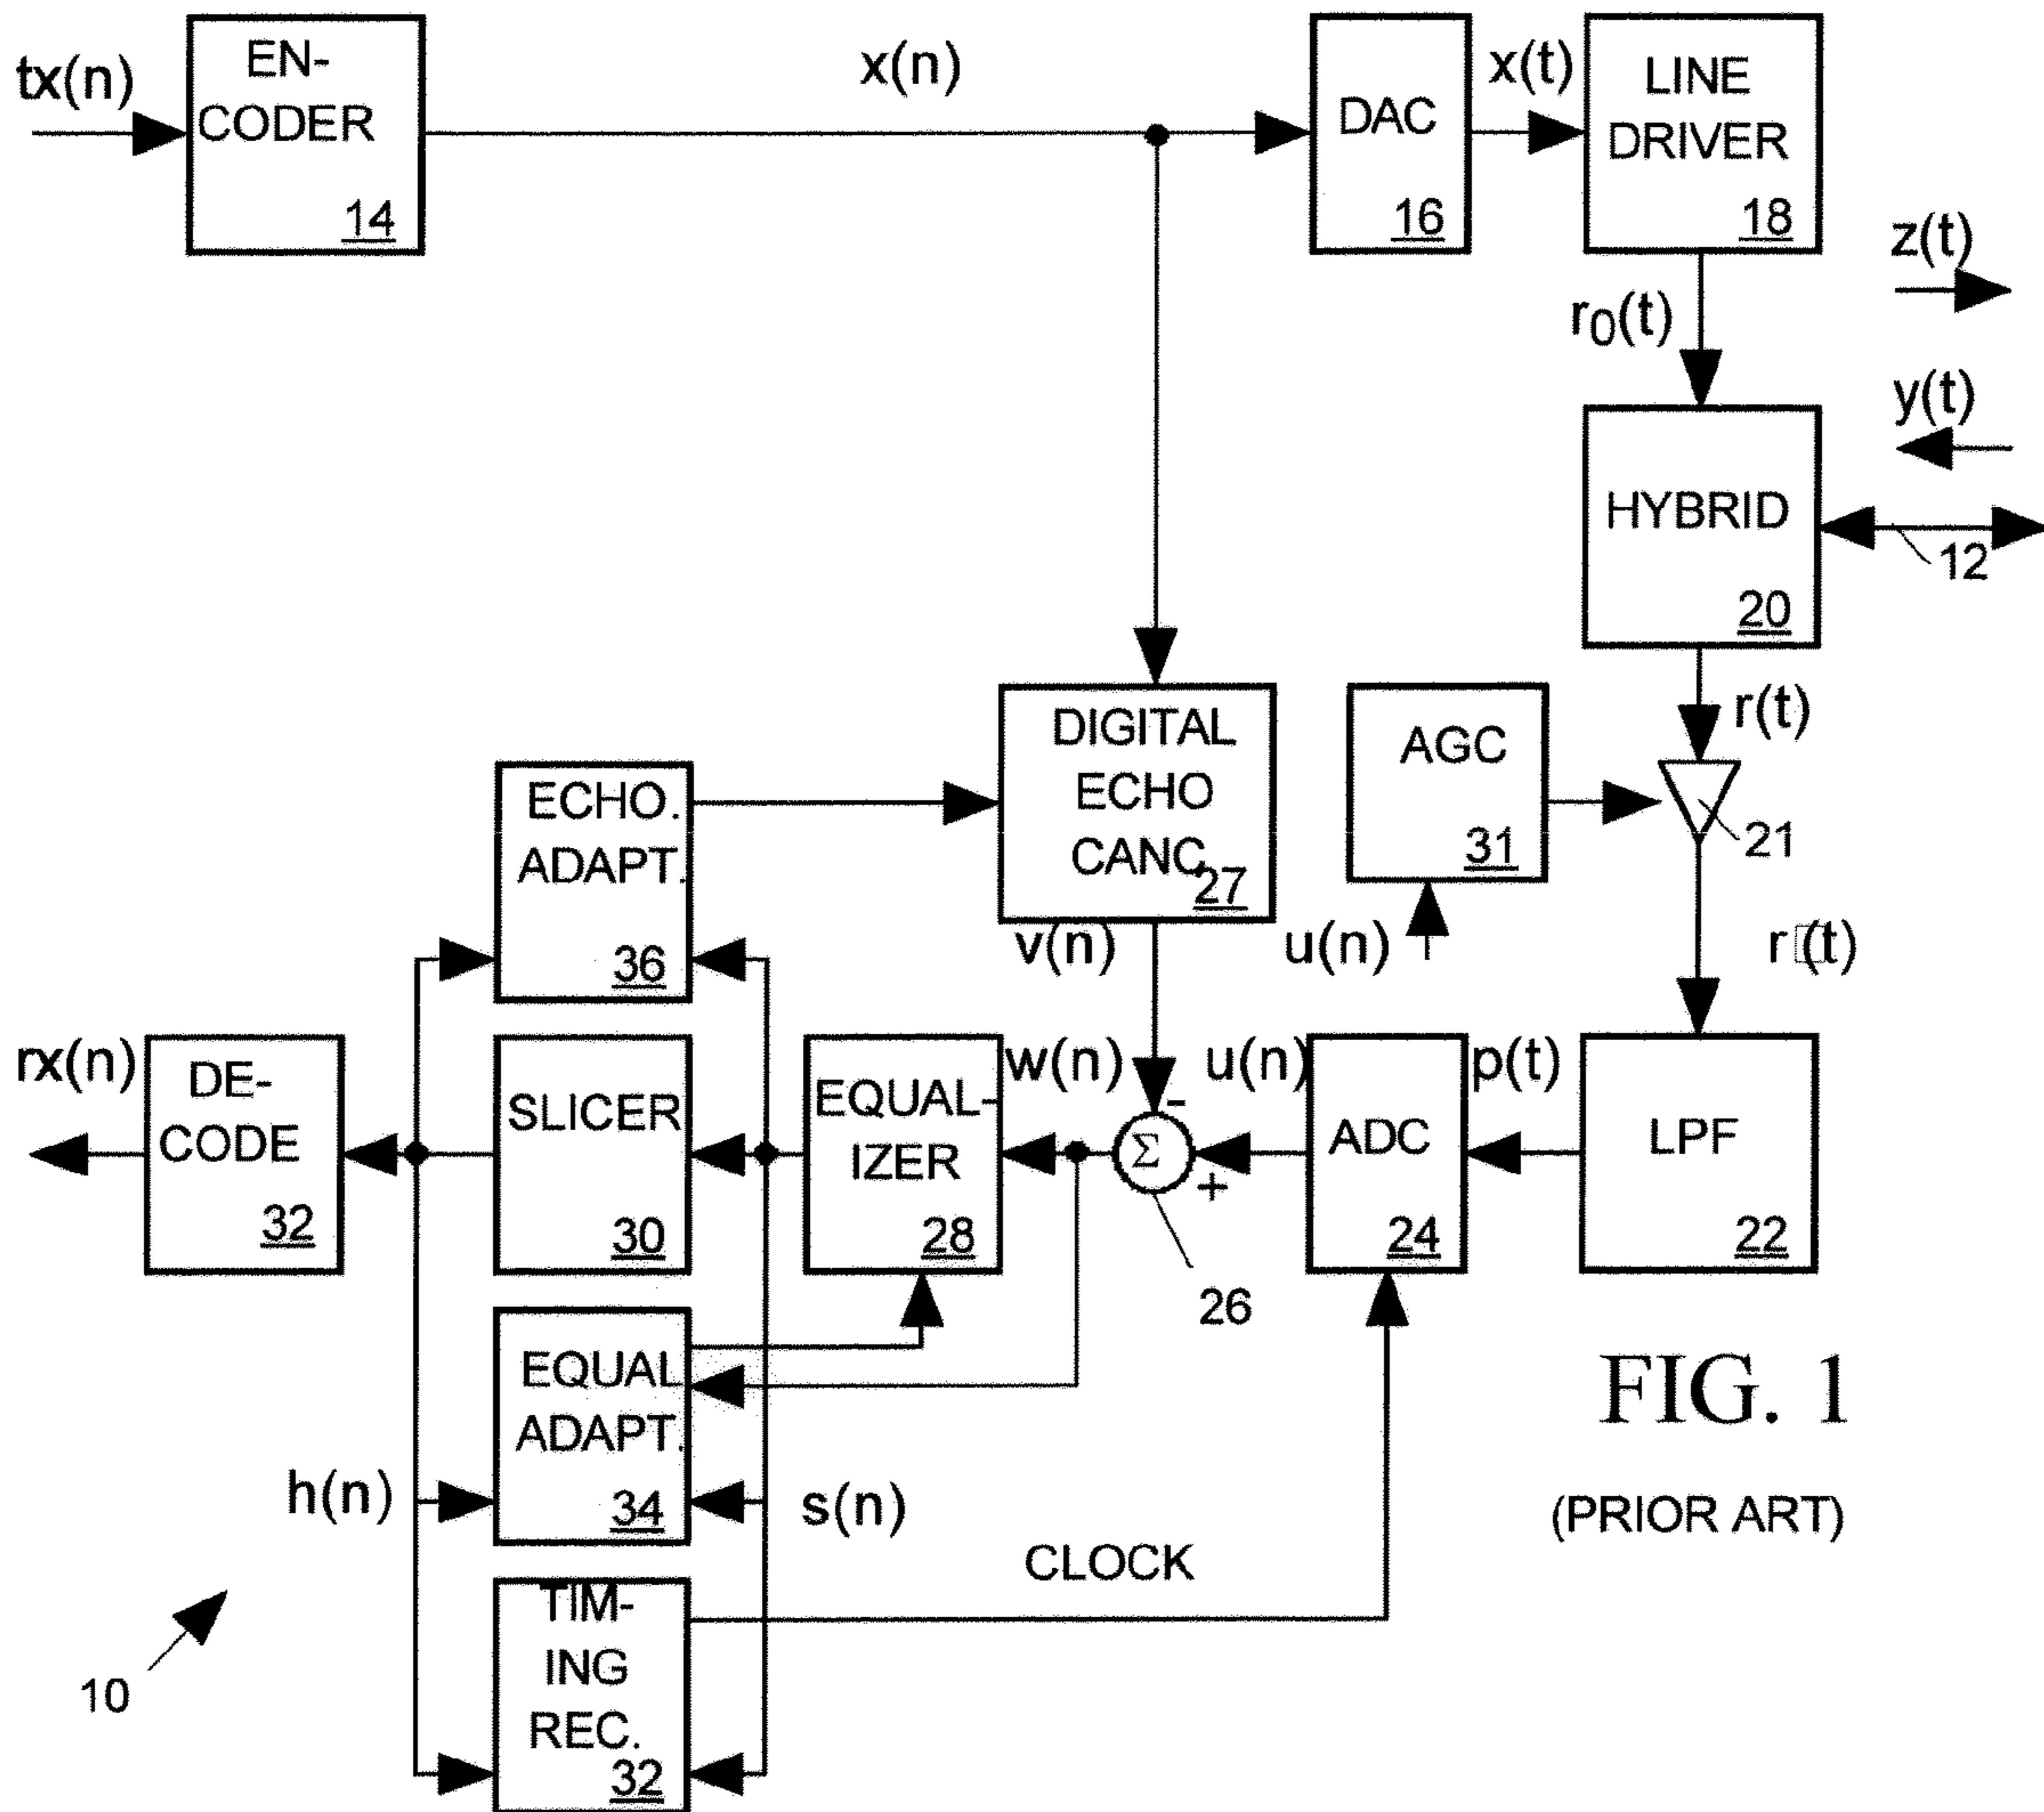 tx(n)
EN-
CODER
14
x(n)
DAC
16
x(t)
LINE
DRIVER
18
z(t)
r0(t)
y(t)
HYBRID
20
12
r(t)
DIGITAL
ECHO
CANC
27
AGC
31
21
ECHO.
ADAPT.
36
v(n)
u(n)
r□(t)
rx(n)
DE-
CODE
32
SLICER
30
EQUAL-
IZER
28
w(n)
-
Σ
+
26
u(n)
ADC
24
p(t)
LPF
22
EQUAL
ADAPT.
34
h(n)
s(n)
FIG. 1
(PRIOR ART)
CLOCK
TIM-
ING
REC.
32
10